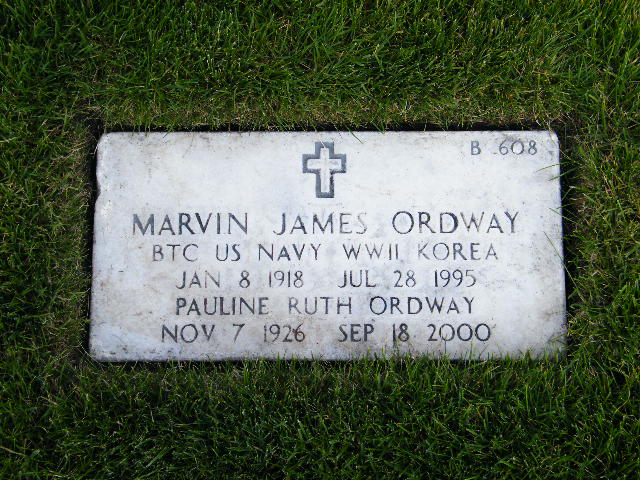 B 608
MARVIN JAMES ORDWAY
BTC US NAVY WWII KOREA
JAN 8 1918 JUL 28 1995
PAULINE RUTH ORDWAY
NOV 7 1926 SEP 18 2000